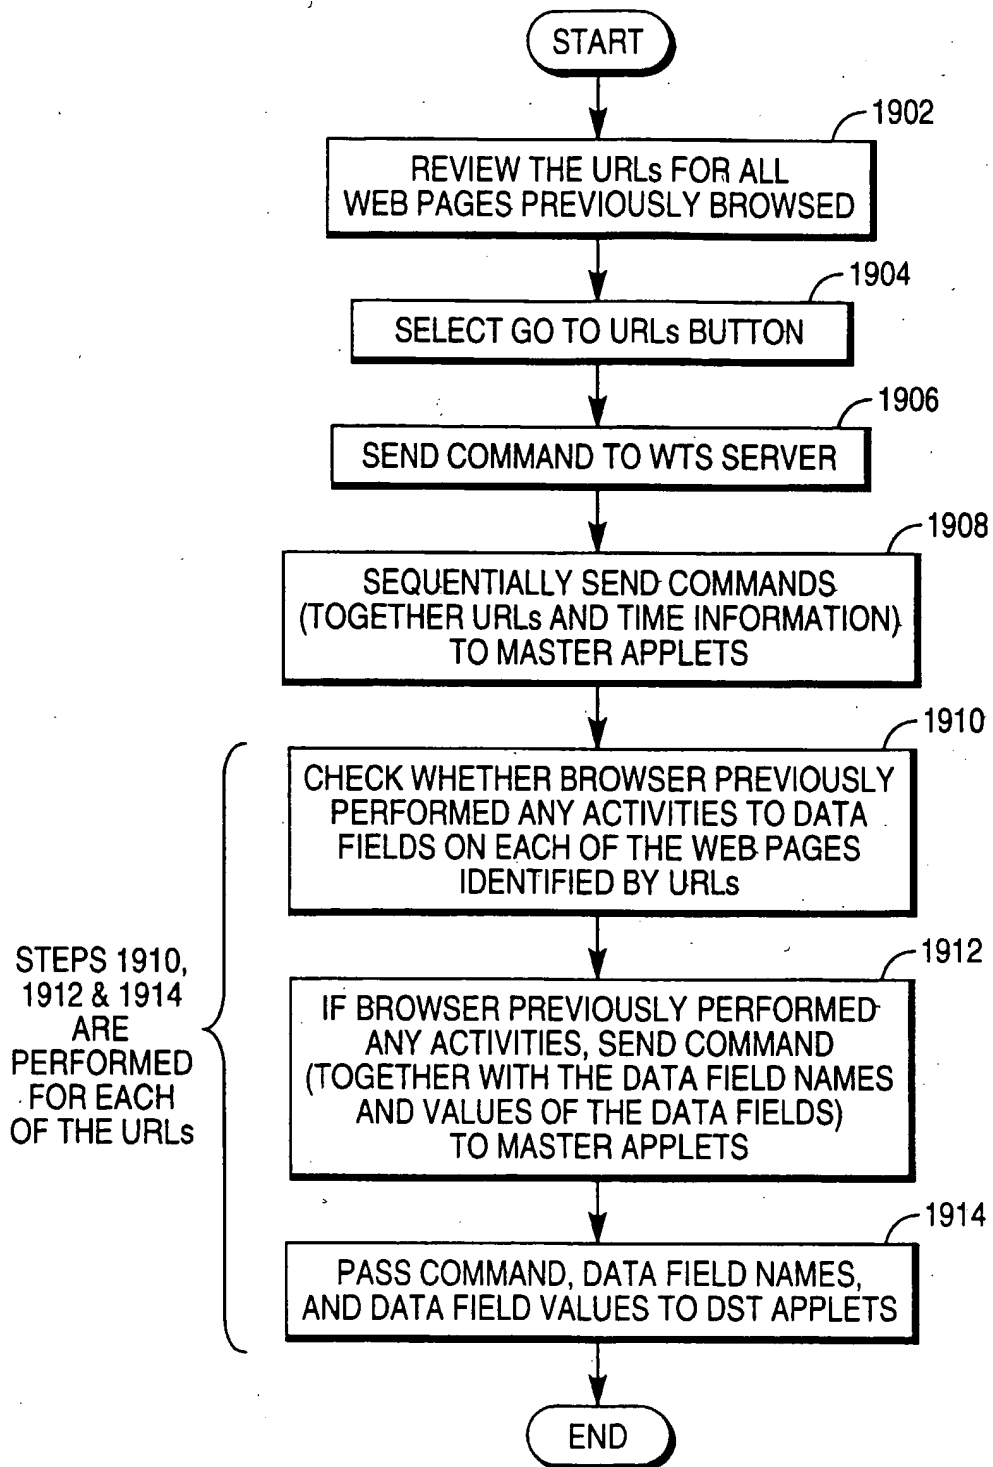 START
1902
REVIEW THE URLs FOR ALL
WEB PAGES PREVIOUSLY BROWSED
1904
SELECT GO TO URLs BUTTON
1906
SEND COMMAND TO WTS SERVER
1908
SEQUENTIALLY SEND COMMANDS
(TOGETHER URLs AND TIME INFORMATION)
TO MASTER APPLETS
1910
CHECK WHETHER BROWSER PREVIOUSLY
PERFORMED ANY ACTIVITIES TO DATA
FIELDS ON EACH OF THE WEB PAGES
IDENTIFIED BY URLs
STEPS 1910,
1912 & 1914
ARE
PERFORMED
FOR EACH
OF THE URLs
1912
IF BROWSER PREVIOUSLY PERFORMED
ANY ACTIVITIES, SEND COMMAND
(TOGETHER WITH THE DATA FIELD NAMES
AND VALUES OF THE DATA FIELDS)
TO MASTER APPLETS
1914
PASS COMMAND, DATA FIELD NAMES,
AND DATA FIELD VALUES TO DST APPLETS
END